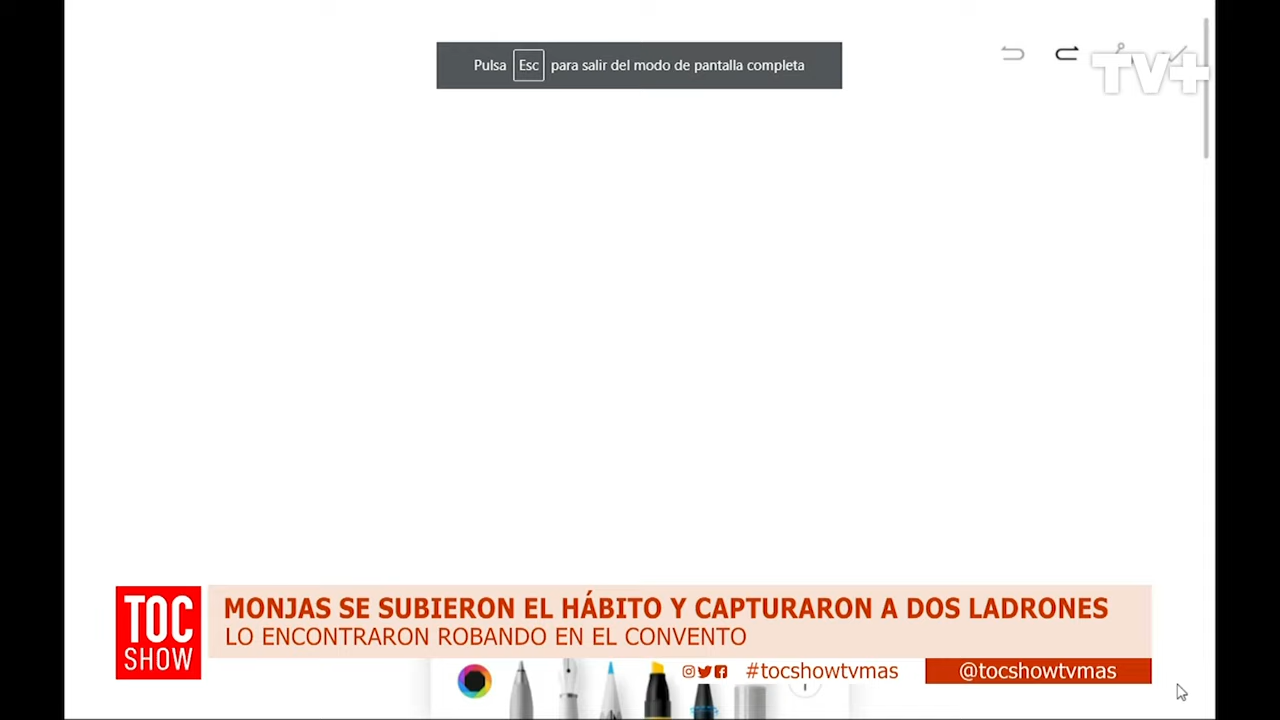 Pulsa Esc para salir del modo de pantalla completa
TV+
TOC
SHOW
MONJAS SE SUBIERON EL HÁBITO Y CAPTURARON A DOS LADRONES
LO ENCONTRARON ROBANDO EN EL CONVENTO
#tocshowtvmas
@tocshowtvmas